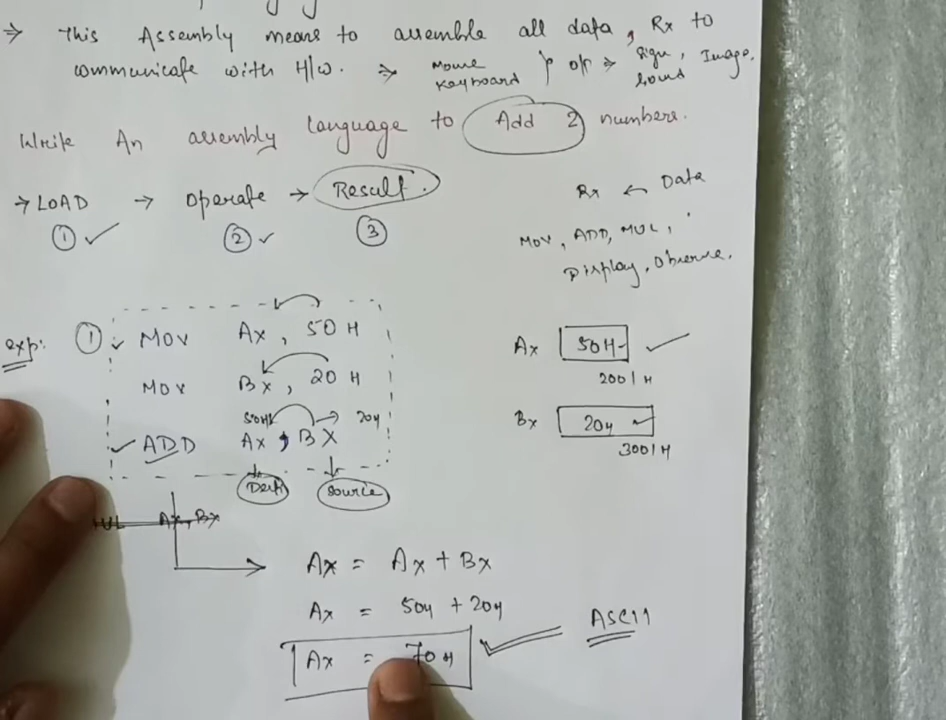 ⇒ This Assembly means to assemble all data, Rx to
communicate with H/W. ⇒ Mouse Keyboard } o/p ⇒ Sign, Sound Image.
Write An assembly language to Add 2 numbers.
→ LOAD → Operate → Result.
① ✓ ② ✓ ③
Rx ← Data
MOV, ADD, MUL,
Display, Observe.
exp: ① ✓ MOV Ax, 50 H
MOV Bx, 20 H
50H → 20H
✓ ADD Ax, BX
Dest Source
Ax 50H ✓
2001 H
Bx 20H
3001 H
MUL Ax, Bx
Ax = Ax + Bx
Ax = 50H + 20H
Ax = 70H ✓ ASCII